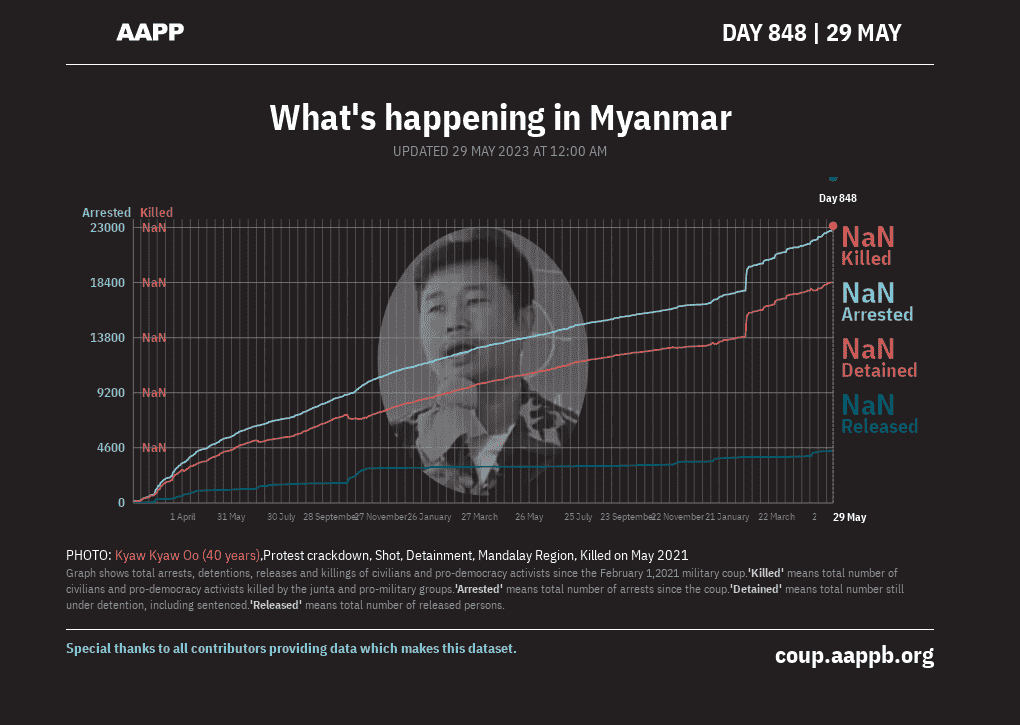 AAPP
DAY 848 | 29 MAY
What's happening in Myanmar
UPDATED 29 MAY 2023 AT 12:00 AM
Day 848
Arrested Killed
23000 NaN
18400 NaN
13800 NaN
9200 NaN
4600 NaN
0
NaN
Killed
NaN
Arrested
NaN
Detained
NaN
Released
1 April 31 May 30 July 28 September 27 November 26 January 27 March 26 May 25 July 23 September 22 November 21 January 22 March 2 29 May
PHOTO: Kyaw Kyaw Oo (40 years),Protest crackdown, Shot, Detainment, Mandalay Region, Killed on May 2021
Graph shows total arrests, detentions, releases and killings of civilians and pro-democracy activists since the February 1,2021 military coup.'Killed' means total number of
civilians and pro-democracy activists killed by the junta and pro-military groups.'Arrested' means total number of arrests since the coup.'Detained' means total number still
under detention, including sentenced.'Released' means total number of released persons.
Special thanks to all contributors providing data which makes this dataset.
coup.aappb.org